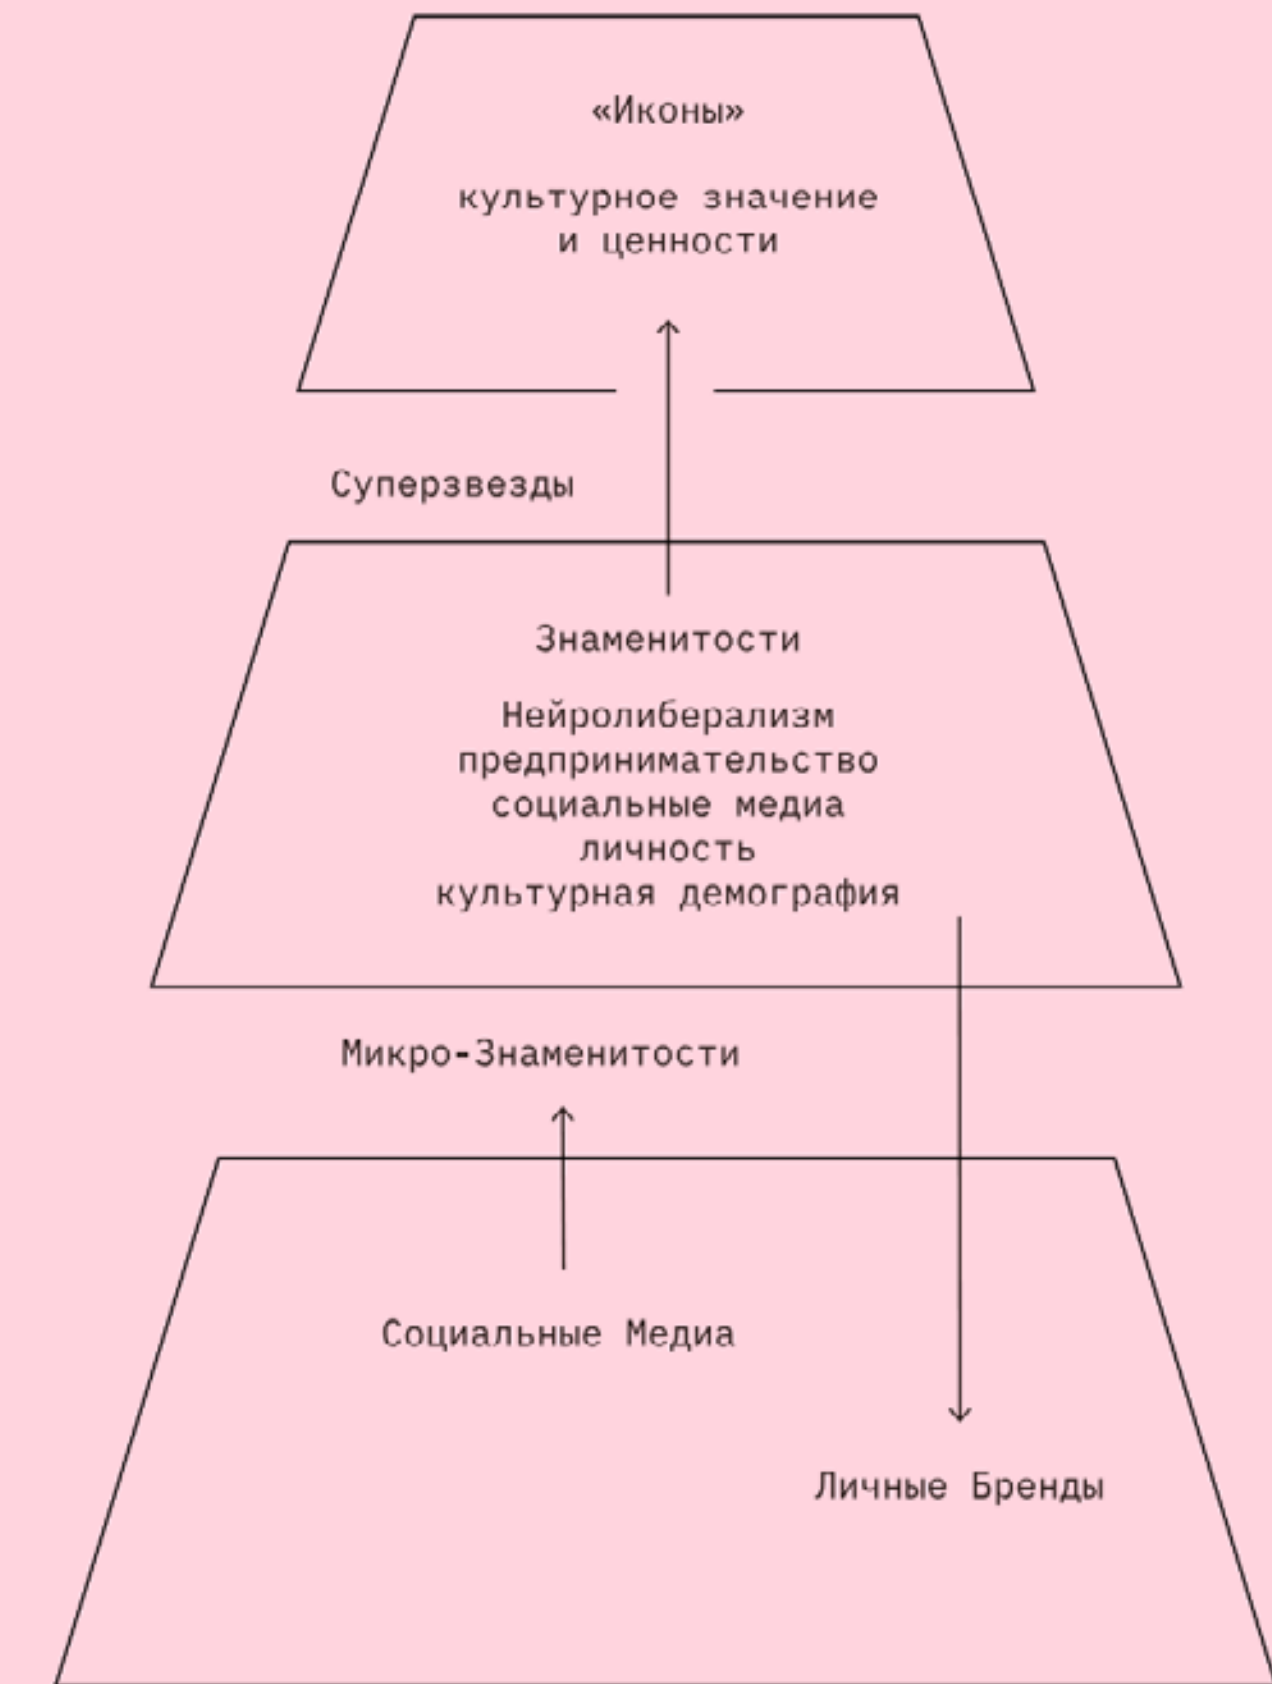 «Иконы»
культурное значение
и ценности
Суперзвезды
Знаменитости
Нейролиберализм
предпринимательство
социальные медиа
личность
культурная демография
Микро-Знаменитости
Социальные Медиа
Личные Бренды